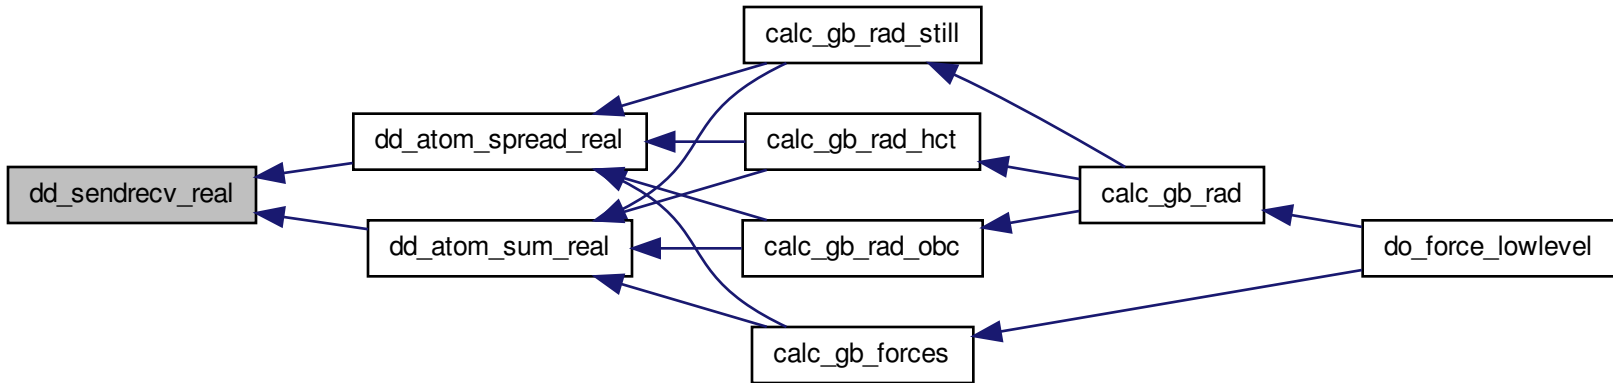 calc_gb_rad_still
dd_atom_spread_real
calc_gb_rad_hct
dd_sendrecv_real
calc_gb_rad
dd_atom_sum_real
calc_gb_rad_obc
do_force_lowlevel
calc_gb_forces